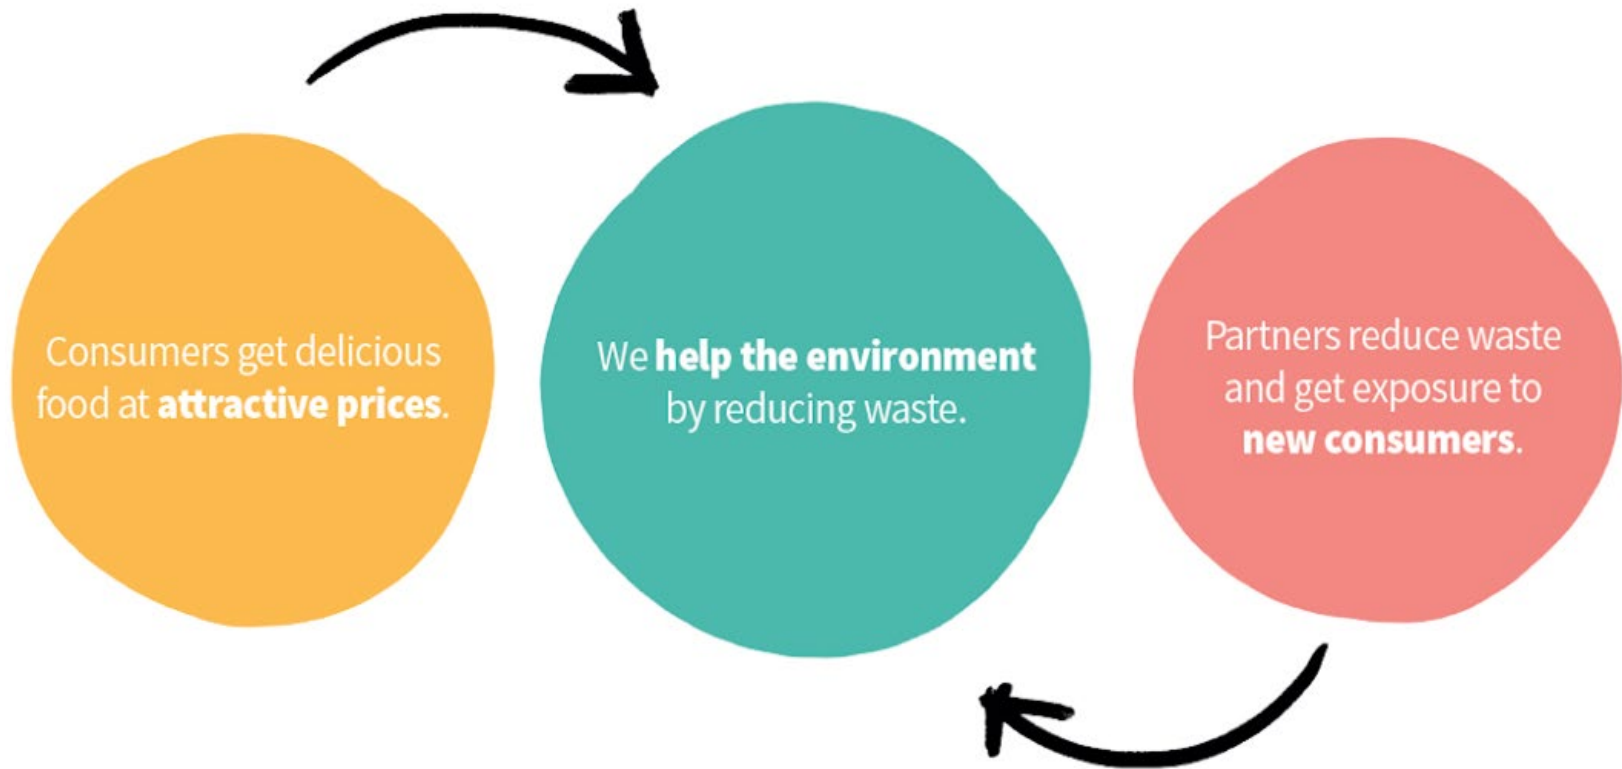 Consumers get delicious
food at attractive prices.
We help the environment
by reducing waste.
Partners reduce waste
and get exposure to
new consumers.